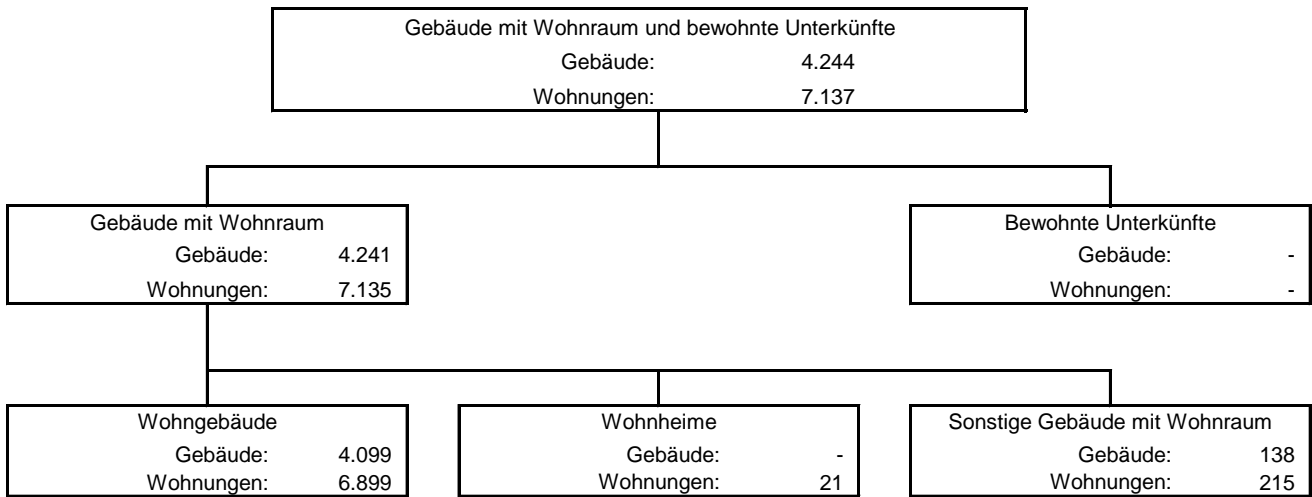 Gebäude mit Wohnraum und bewohnte Unterkünfte
Gebäude: 4.244
Wohnungen: 7.137
Gebäude mit Wohnraum
Gebäude: 4.241
Wohnungen: 7.135
Bewohnte Unterkünfte
Gebäude: -
Wohnungen: -
Wohngebäude
Gebäude: 4.099
Wohnungen: 6.899
Wohnheime
Gebäude: -
Wohnungen: 21
Sonstige Gebäude mit Wohnraum
Gebäude: 138
Wohnungen: 215